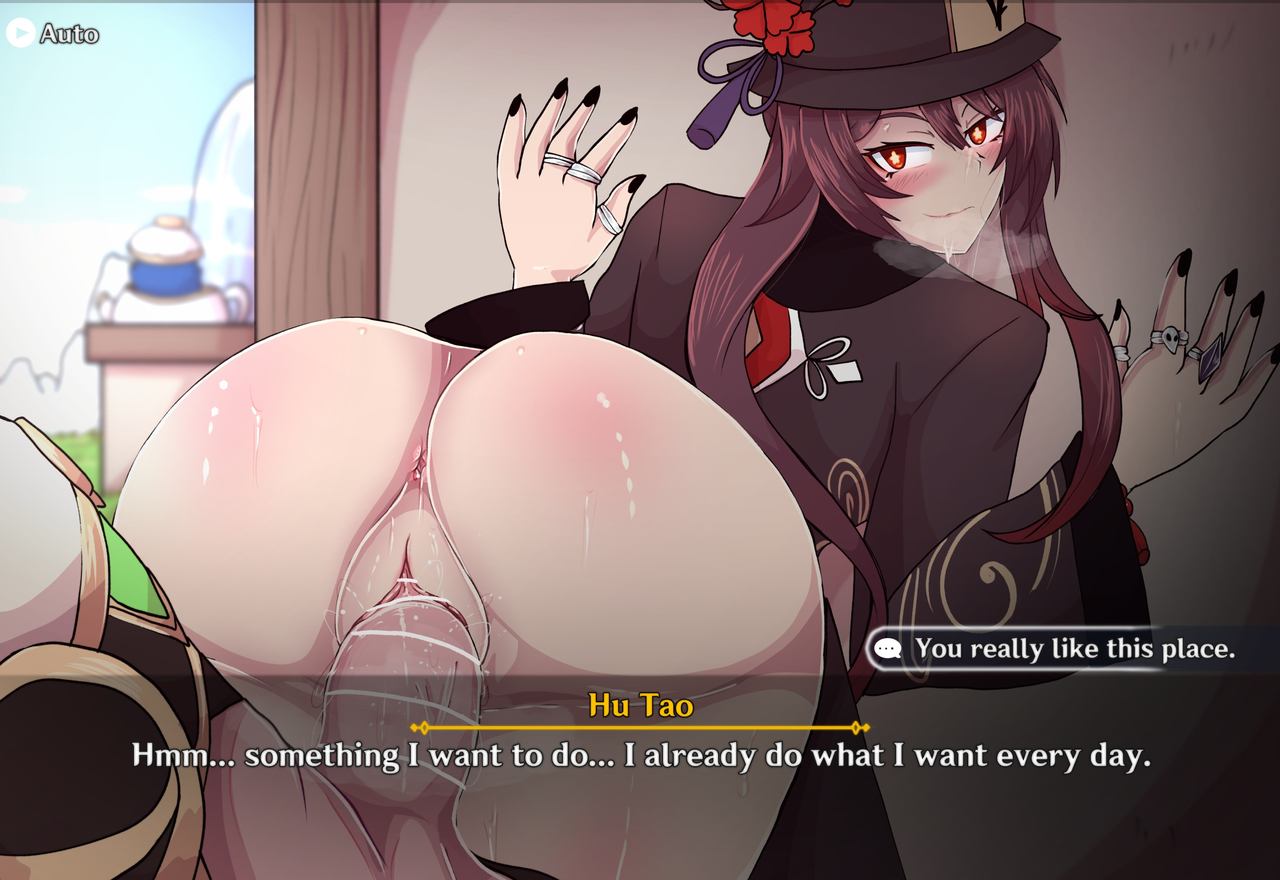 Auto
You really like this place.
Hu Tao
Hmm... something I want to do... I already do what I want every day.